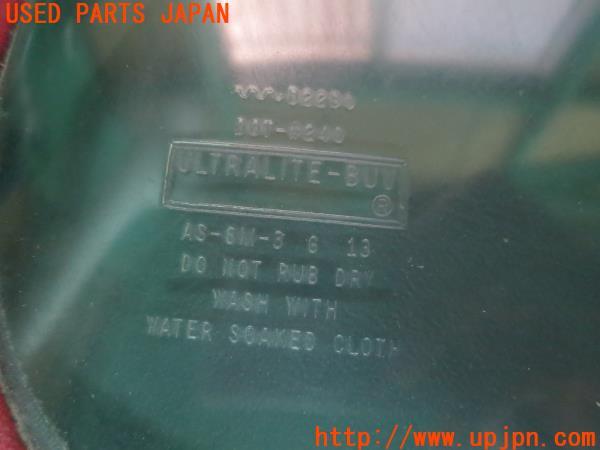 USED PARTS JAPAN
ULTRALITE-BUV
®
AS-6M-3 G 13
DO NOT RUB DRY
WASH WITH
WATER SOAKED CLOTH
UPJ
http://www.upjpn.com/